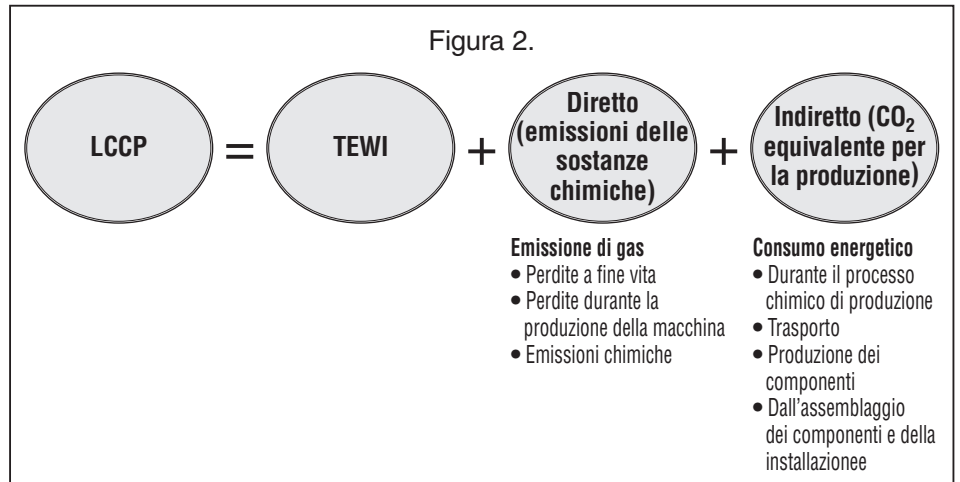 Figura 2.
LCCP
=
TEWI
+
Diretto
(emissioni delle
sostanze
chimiche)
+
Indiretto (CO₂
equivalente per
la produzione)
Emissione di gas
• Perdite a fine vita
• Perdite durante la
produzione della macchina
• Emissioni chimiche
Consumo energetico
• Durante il processo
chimico di produzione
• Trasporto
• Produzione dei
componenti
• Dall'assemblaggio
dei componenti e della
installazionee